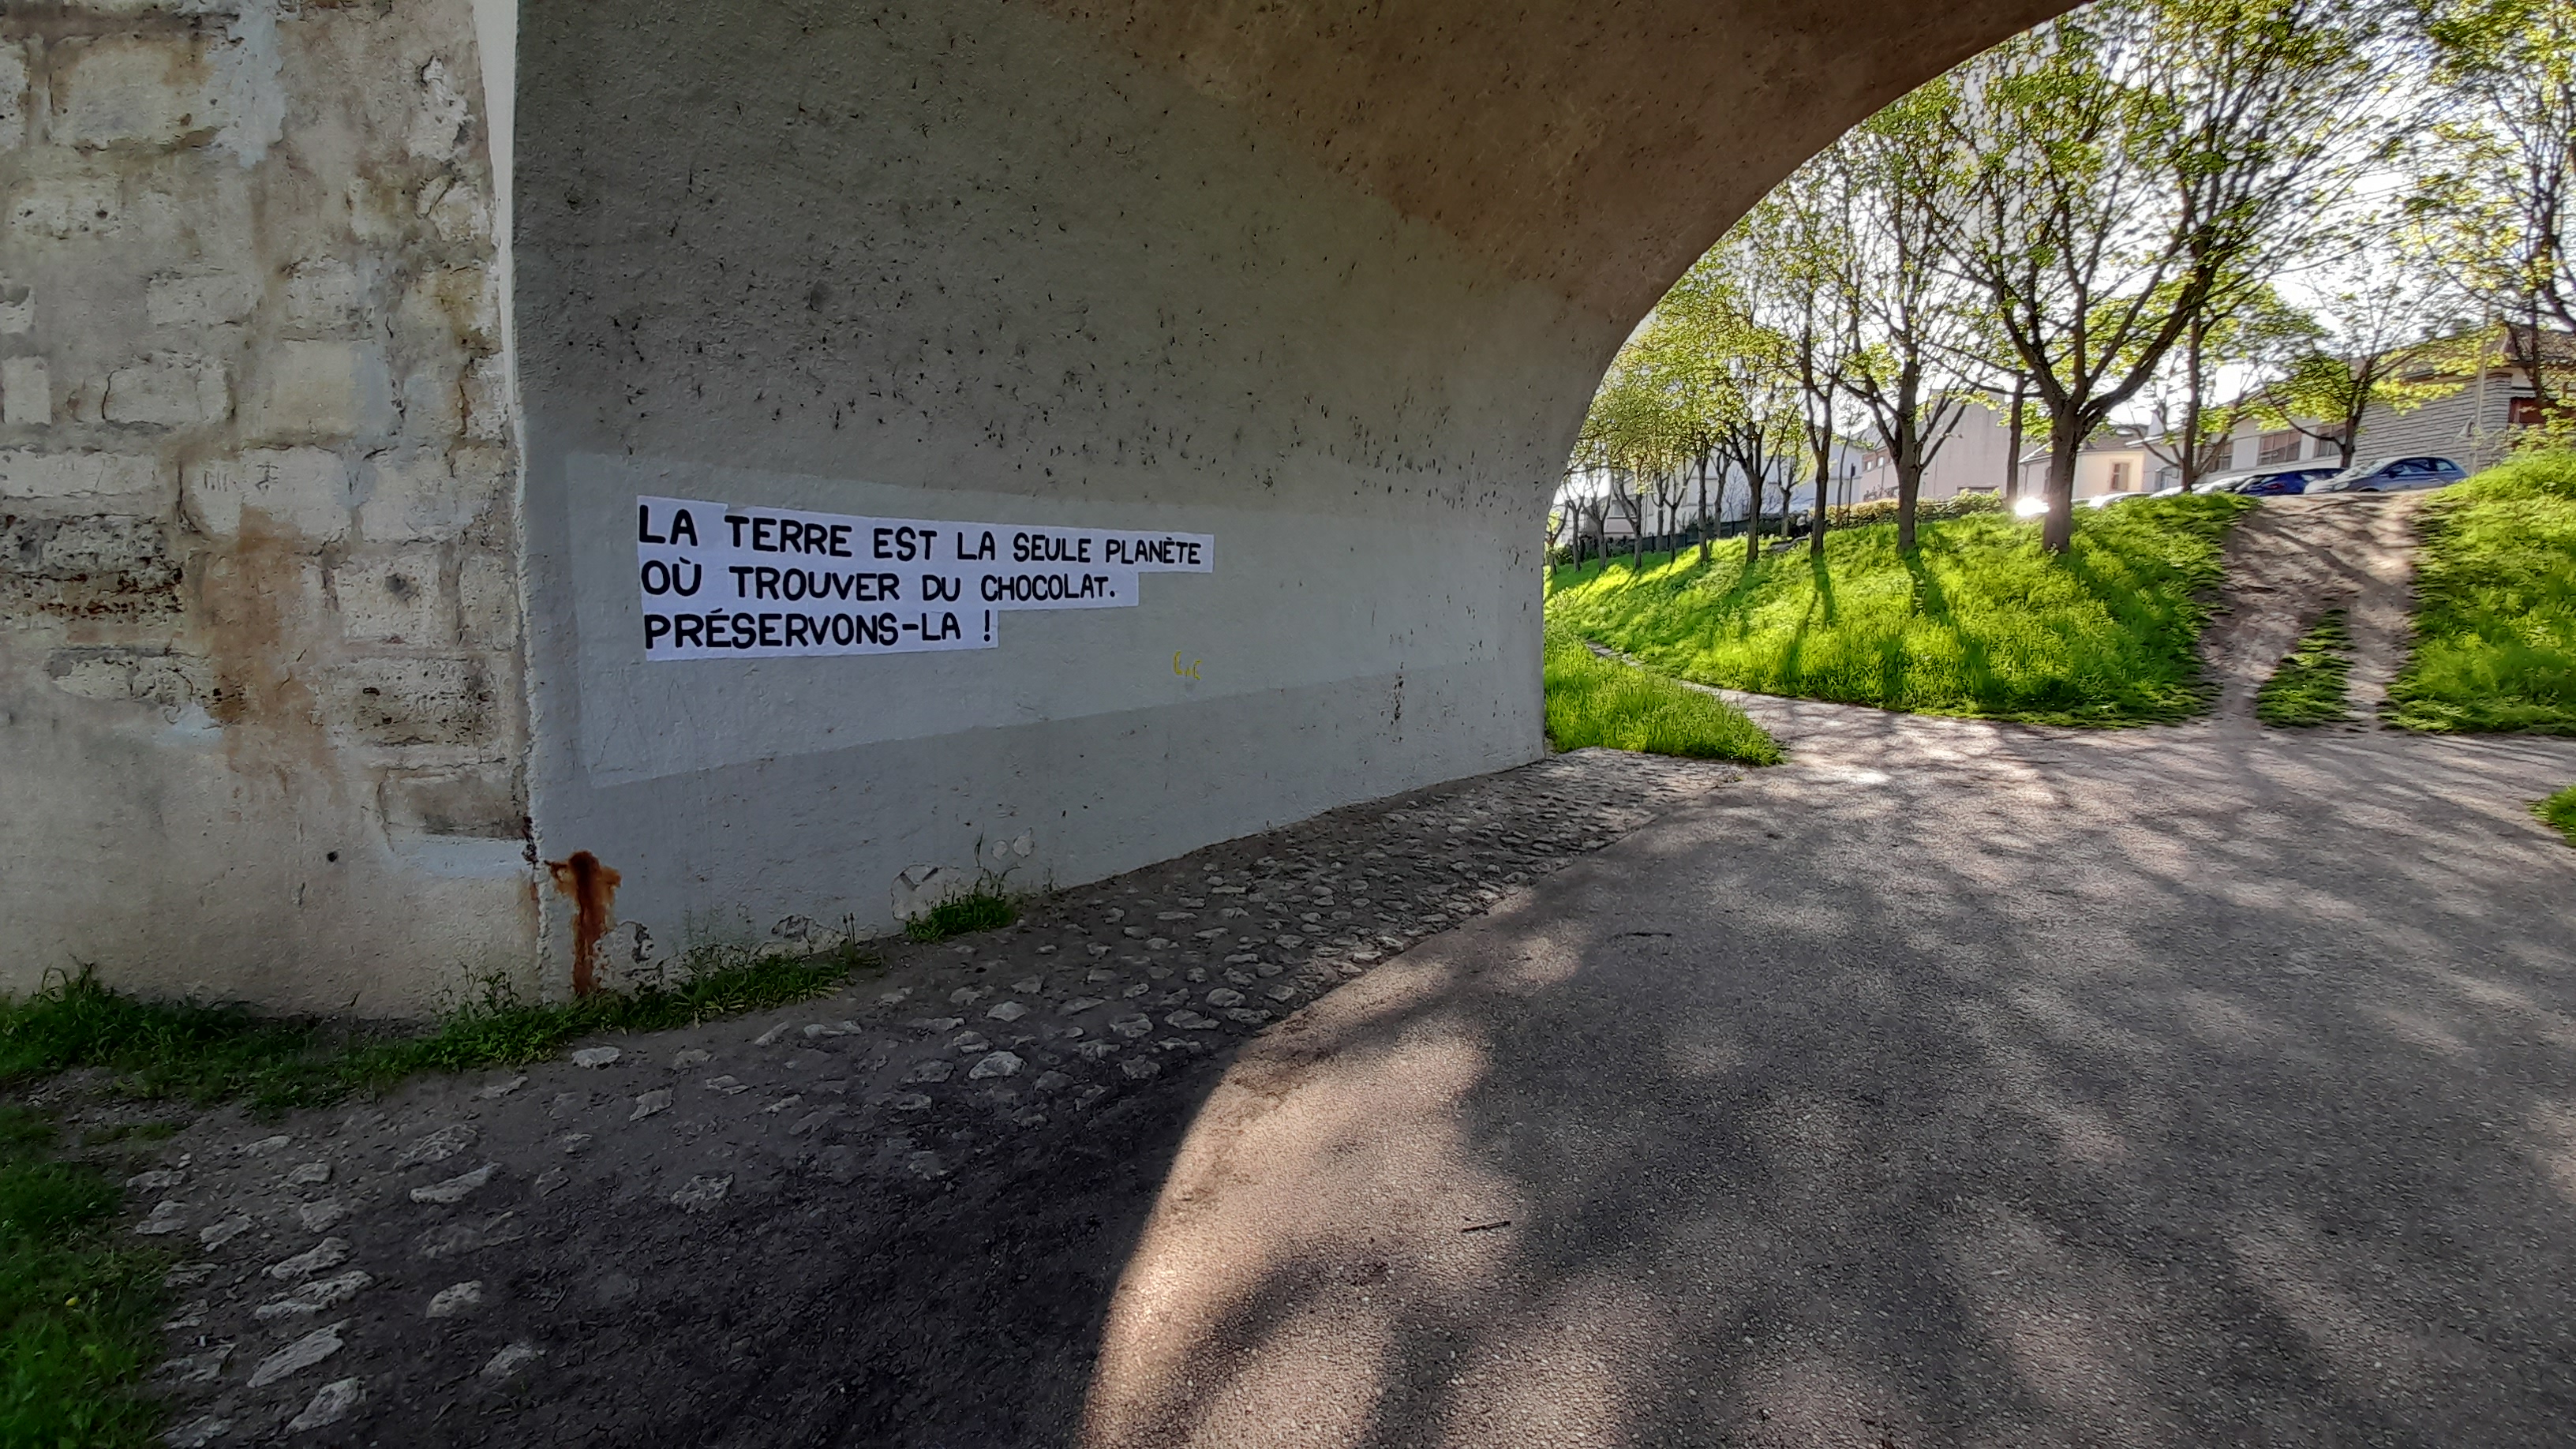 LA TERRE EST LA SEULE PLANÈTE
OÙ TROUVER DU CHOCOLAT.
PRÉSERVONS-LA !